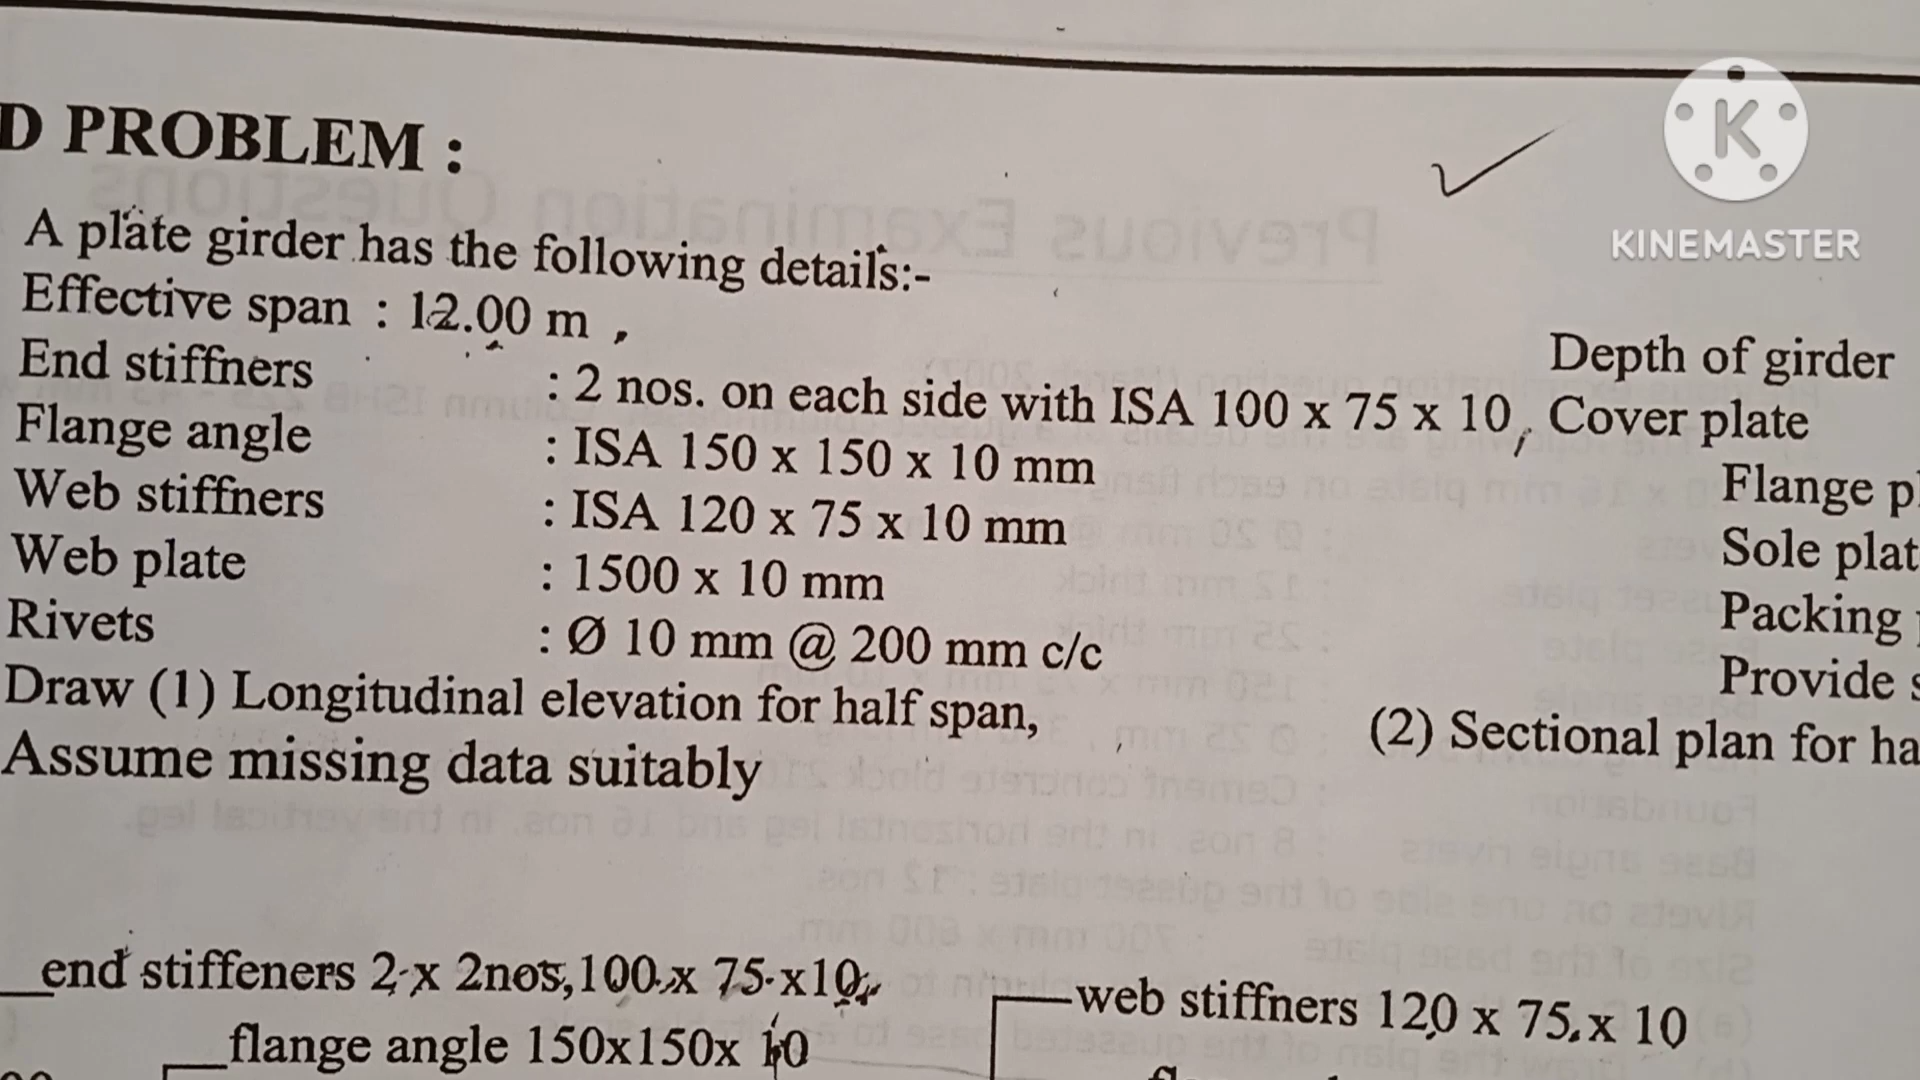 D PROBLEM :
KINEMASTER
A plate girder has the following details:-
Effective span : 12.00 m ,
Depth of girder
End stiffners : 2 nos. on each side with ISA 100 x 75 x 10, Cover plate
Flange angle : ISA 150 x 150 x 10 mm
Flange pl
Web stiffners : ISA 120 x 75 x 10 mm
Sole plat
Web plate : 1500 x 10 mm
Packing
Rivets : Ø 10 mm @ 200 mm c/c
Provide s
Draw (1) Longitudinal elevation for half span, (2) Sectional plan for ha
Assume missing data suitably
end stiffeners 2 x 2nos,100 x 75 x10
web stiffners 120 x 75 x 10
flange angle 150x150x 10